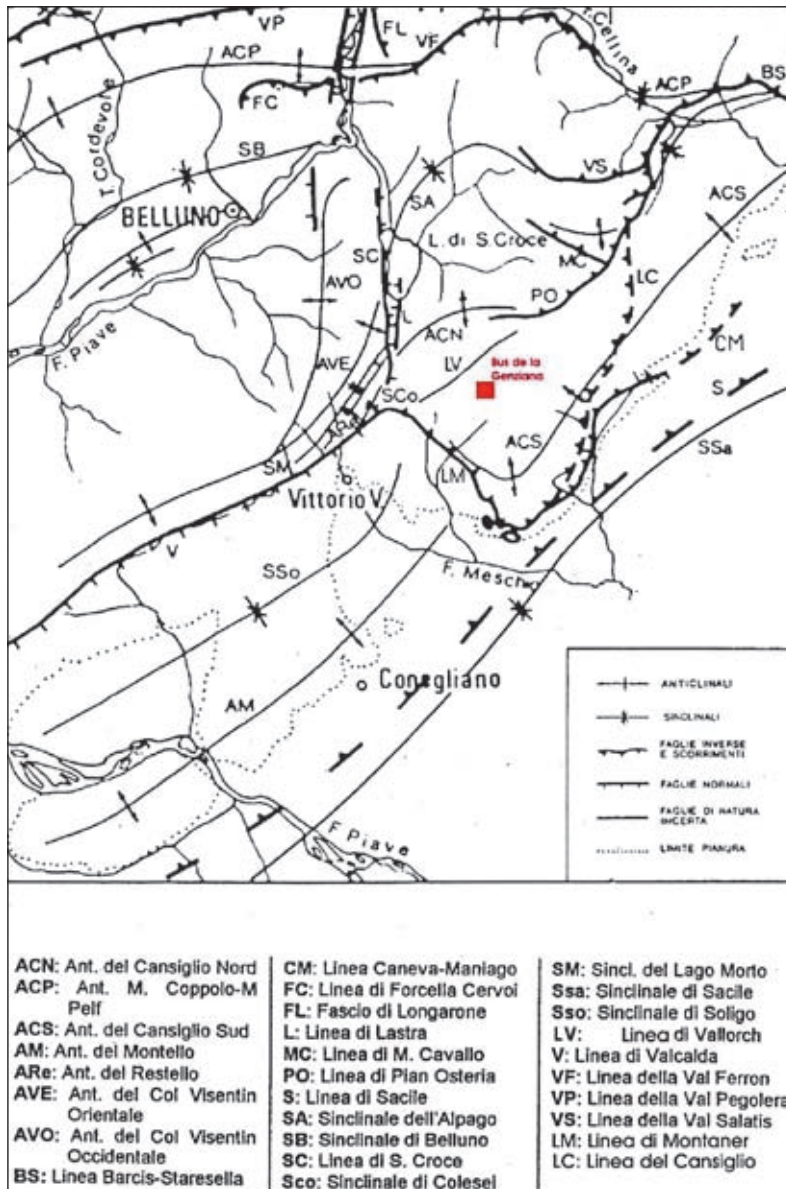 VP
FL
VF
T. Cellina
ACP
ACP
BS
FC
T. Cordevole
SB
VS
ACS
SA
BELLUNO
SC
L. di S. Croce
MC
LC
AVO
PO
L
ACN
CM
F. Piave
AVE
LV
Bus de la
Genziana
S
SCo
ARe
ACS
SSa
SM
LM
Vittorio V.
V
SSo
F. Meschio
Conegliano
AM
F. Piave
ANTICLINALI
SINCLINALI
FAGLIE INVERSE
E SCORRIMENTI
FAGLIE NORMALI
FAGLIE DI NATURA
INCERTA
LIMITE PIANURA
ACN: Ant. del Cansiglio Nord
ACP: Ant. M. Coppolo-M
Pelf
ACS: Ant. del Cansiglio Sud
AM: Ant. del Montello
ARe: Ant. del Restello
AVE: Ant. del Col Visentin
Orientale
AVO: Ant. del Col Visentin
Occidentale
BS: Linea Barcis-Staresella
CM: Linea Caneva-Maniago
FC: Linea di Forcella Cervoi
FL: Fascio di Longarone
L: Linea di Lastra
MC: Linea di M. Cavallo
PO: Linea di Pian Osteria
S: Linea di Sacile
SA: Sinclinale dell'Alpago
SB: Sinclinale di Belluno
SC: Linea di S. Croce
Sco: Sinclinale di Colesel
SM: Sincl. del Lago Morto
Ssa: Sinclinale di Sacile
Sso: Sinclinale di Soligo
LV: Linea di Vallorch
V: Linea di Valcalda
VF: Linea della Val Ferron
VP: Linea della Val Pegolera
VS: Linea della Val Salatis
LM: Linea di Montaner
LC: Linea del Cansiglio